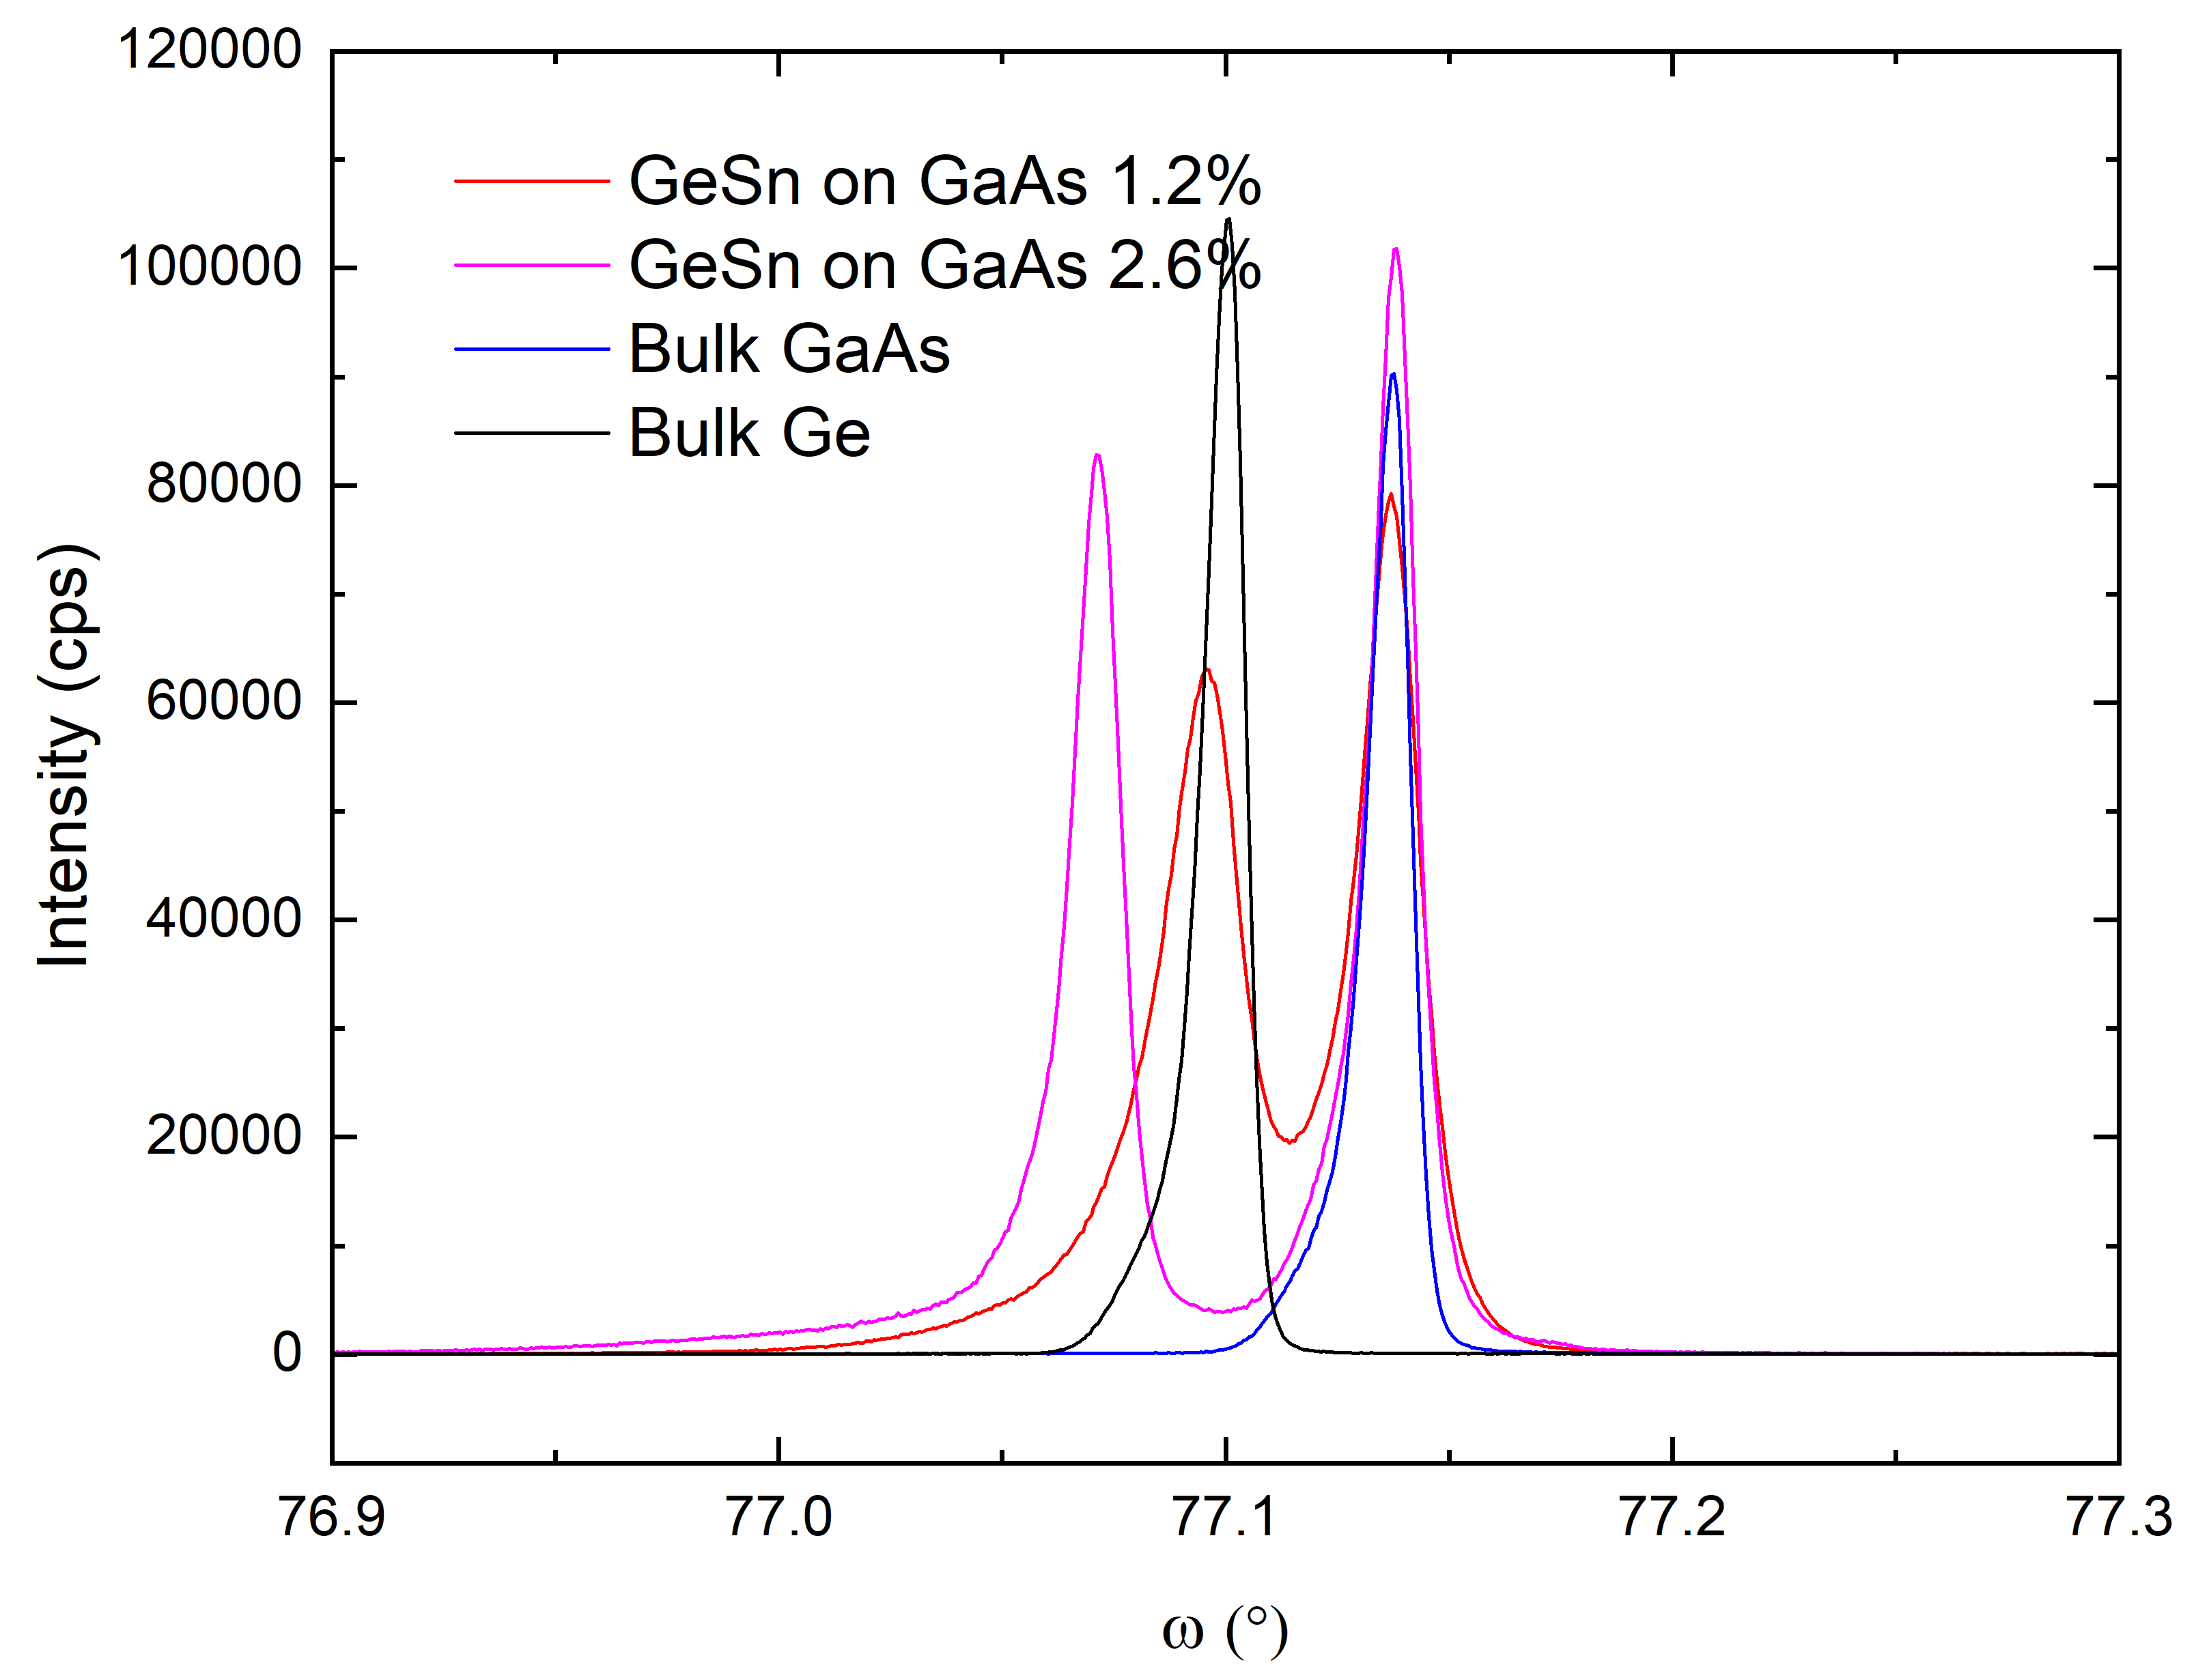 120000
100000
80000
60000
40000
20000
0
Intensity (cps)
GeSn on GaAs 1.2%
GeSn on GaAs 2.6%
Bulk GaAs
Bulk Ge
76.9 77.0 77.1 77.2 77.3
ω (°)